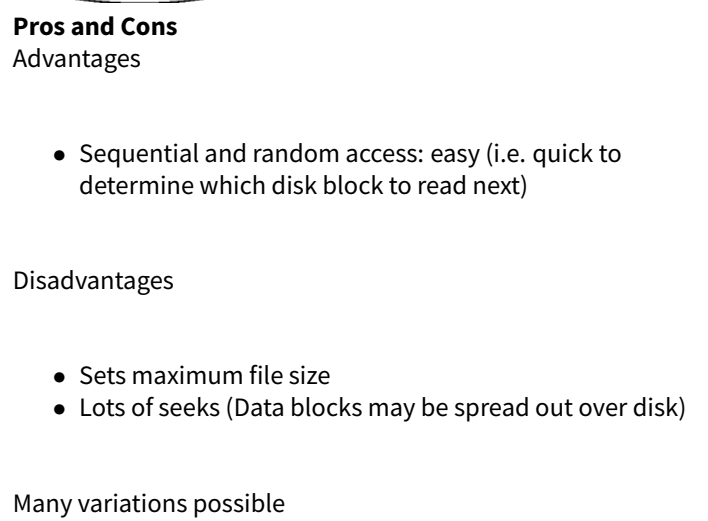 Pros and Cons
Advantages
● Sequential and random access: easy (i.e. quick to
determine which disk block to read next)
Disadvantages
● Sets maximum file size
● Lots of seeks (Data blocks may be spread out over disk)
Many variations possible